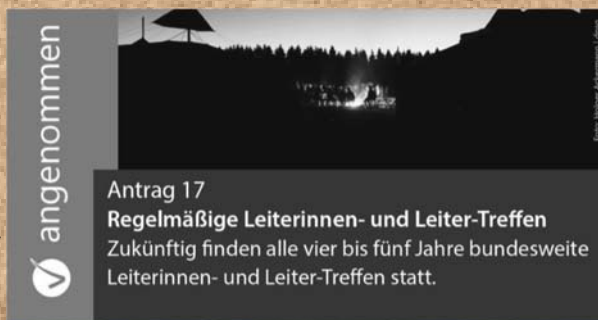 angenommen
Antrag 17
Regelmäßige Leiterinnen- und Leiter-Treffen
Zukünftig finden alle vier bis fünf Jahre bundesweite
Leiterinnen- und Leiter-Treffen statt.